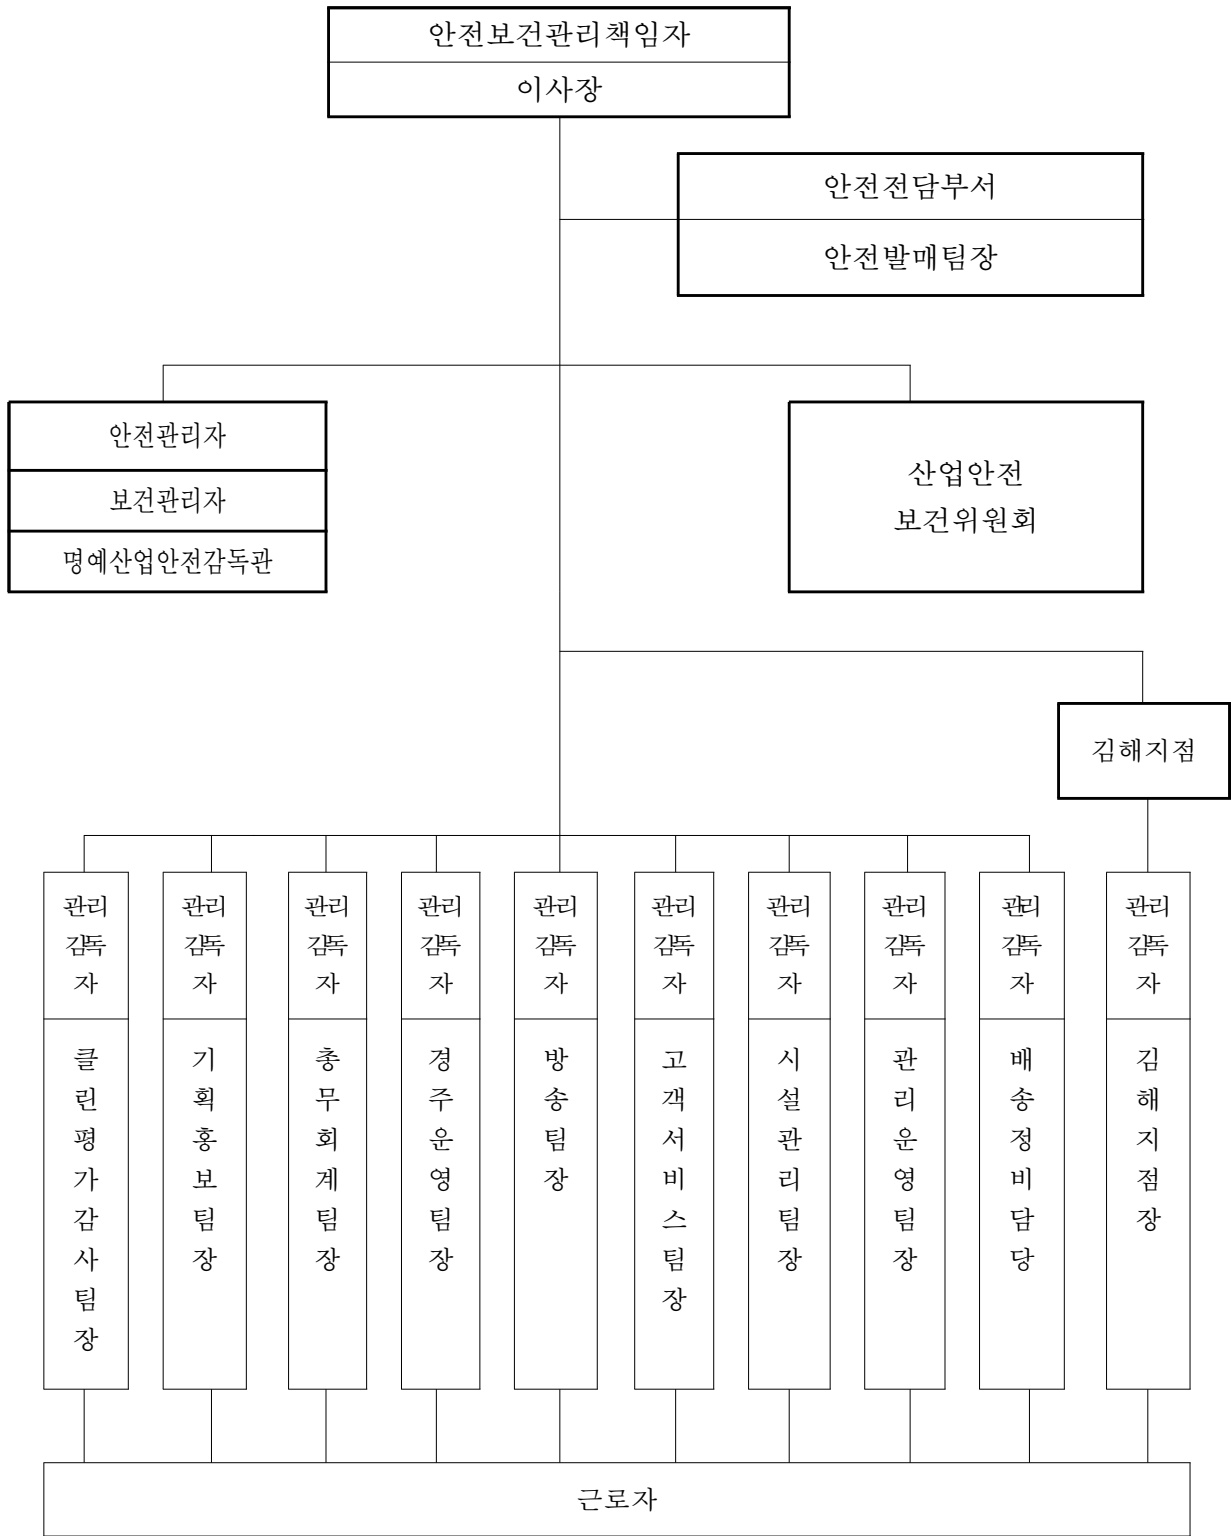 안전보건관리책임자
이사장
안전전담부서
안전발매팀장
안전관리자
보건관리자
명예산업안전감독관
산업안전
보건위원회
김해지점
관리
감독
자
클린평가감사팀장
관리
감독
자
기획홍보팀장
관리
감독
자
총무회계팀장
관리
감독
자
경주운영팀장
관리
감독
자
방송팀장
관리
감독
자
고객서비스팀장
관리
감독
자
시설관리팀장
관리
감독
자
관리운영팀장
관리
감독
자
배송정비담당
관리
감독
자
김해지점장
근로자